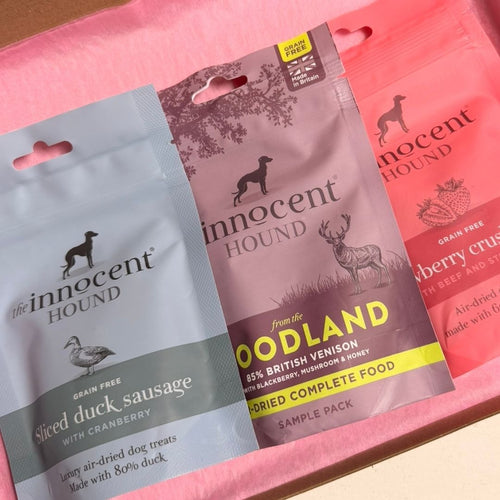 the innocent®
HOUND
GRAIN FREE
Sliced duck sausage
WITH CRANBERRY
Luxury air-dried dog treats
Made with 80% duck
GRAIN
FREE
Made in
Britain
innocent®
HOUND
from the
OODLAND
85% BRITISH VENISON
WITH BLACKBERRY, MUSHROOM & HONEY
-DRIED COMPLETE FOOD
SAMPLE PACK
nnocent®
HOUND
GRAIN FREE
wberry crus
TH BEEF AND ST
Air-dried
made with 6